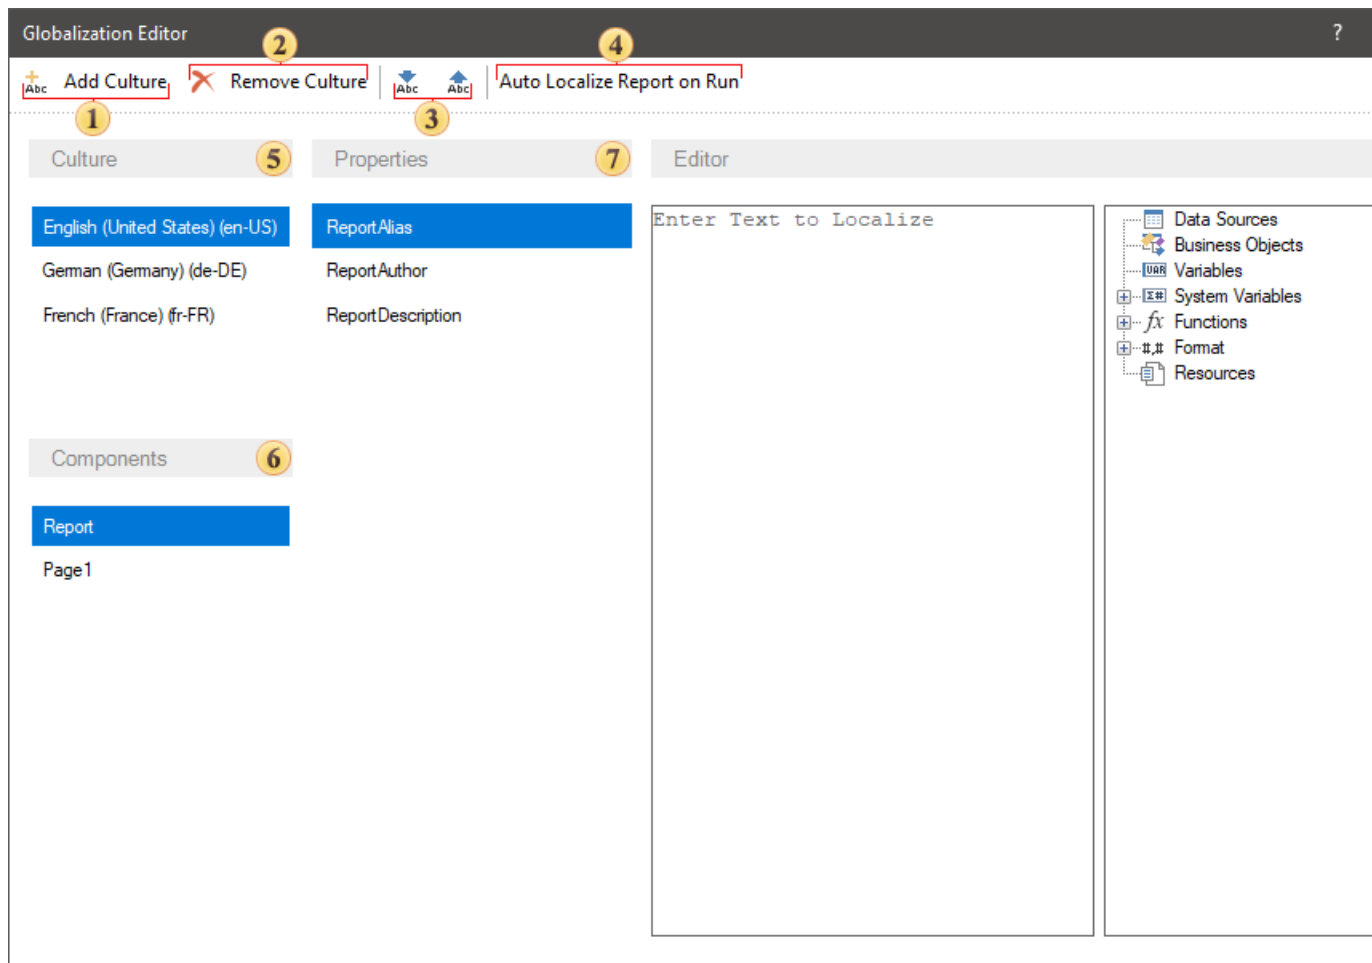 Globalization Editor ?
2 4
Abc Add Culture Remove Culture Abc Abc Auto Localize Report on Run
1 3
Culture 5 Properties 7 Editor
English (United States) (en-US)
German (Germany) (de-DE)
French (France) (fr-FR)
ReportAlias
ReportAuthor
ReportDescription
Enter Text to Localize
Data Sources
Business Objects
VAR Variables
Σ# System Variables
fx Functions
#,# Format
Resources
Components 6
Report
Page1